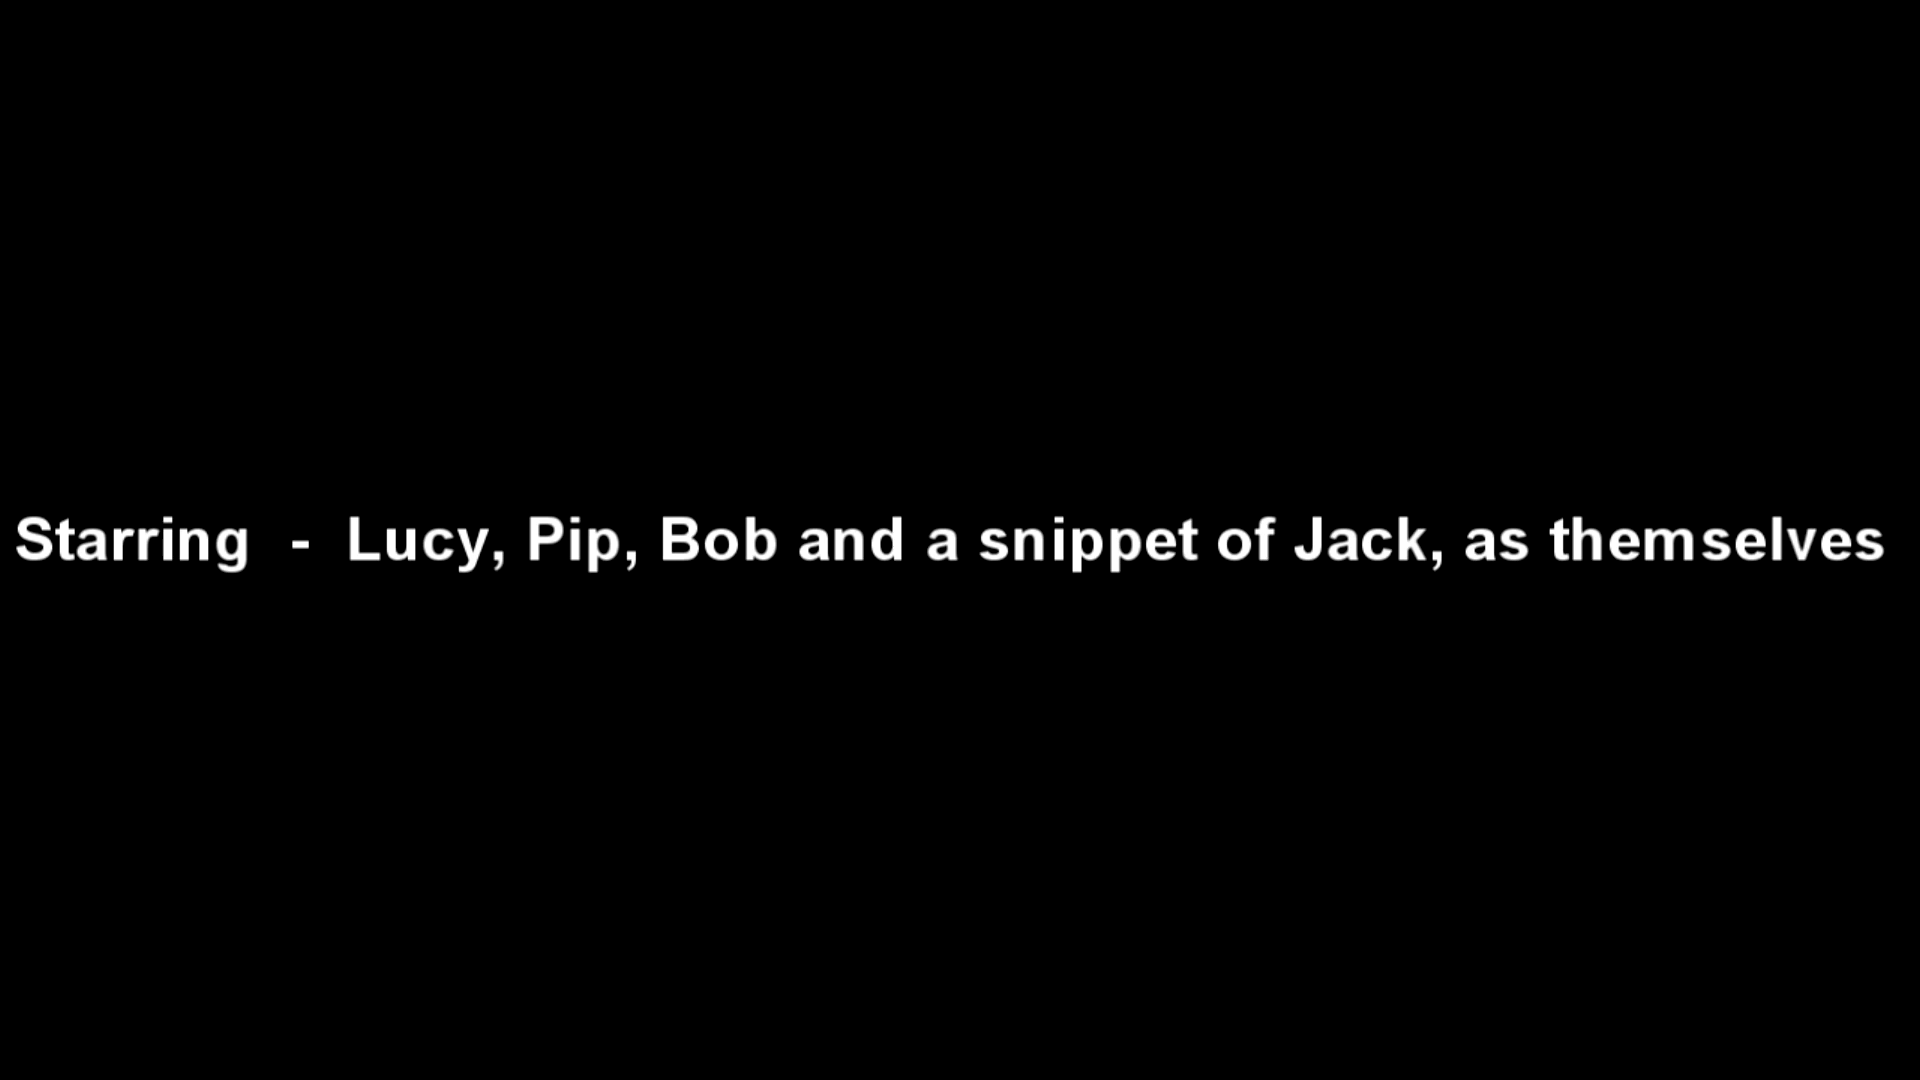 Starring - Lucy, Pip, Bob and a snippet of Jack, as themselves